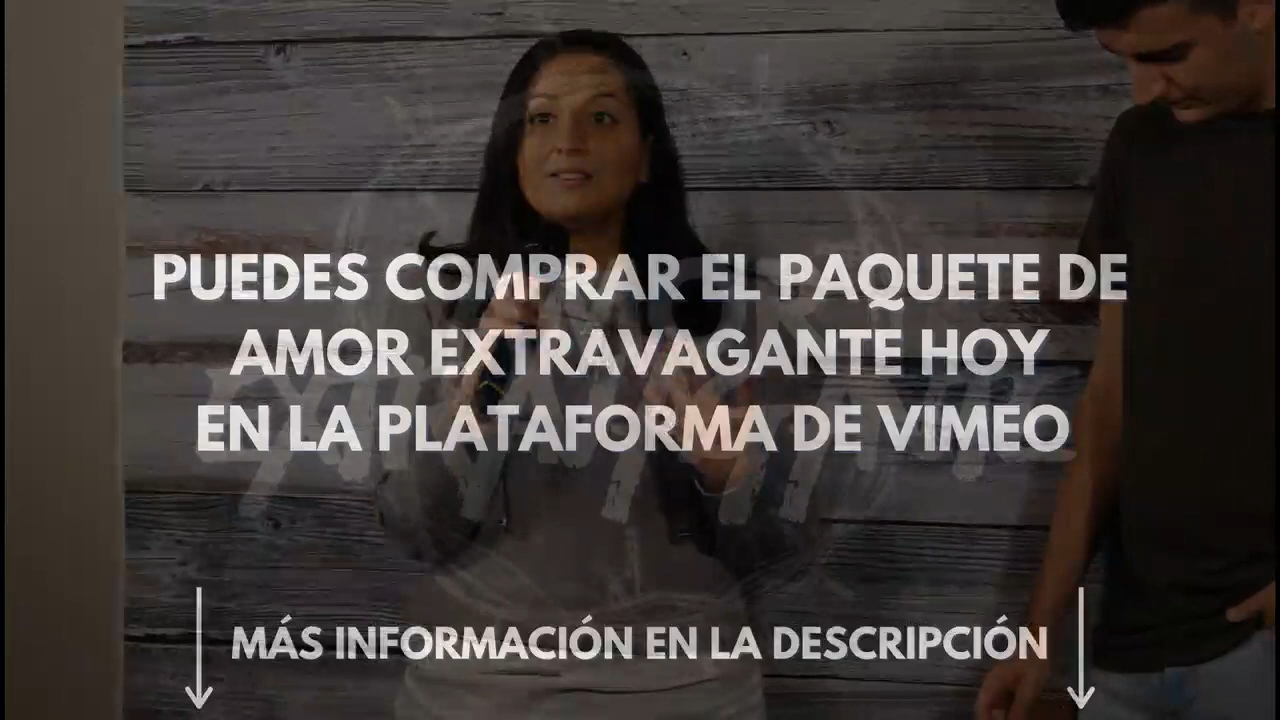 PUEDES COMPRAR EL PAQUETE DE
AMOR EXTRAVAGANTE HOY
EN LA PLATAFORMA DE VIMEO
MÁS INFORMACIÓN EN LA DESCRIPCIÓN